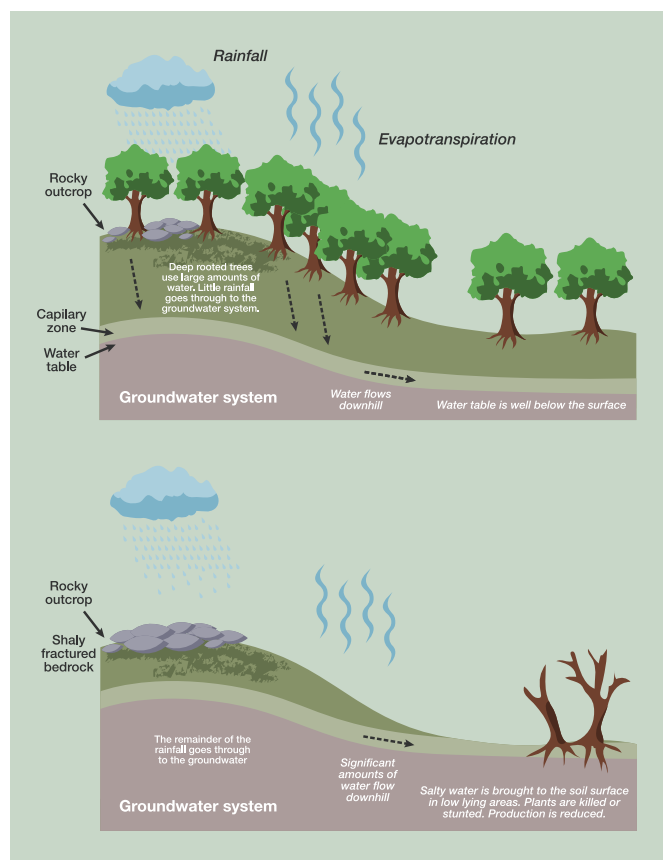 Rainfall
Evapotranspiration
Rocky
outcrop
Deep rooted trees
use large amounts of
water. Little rainfall
goes through to the
groundwater system.
Capilary
zone
Water
table
Groundwater system
Water flows
downhill
Water table is well below the surface
Rocky
outcrop
Shaly
fractured
bedrock
The remainder of the
rainfall goes through
to the groundwater
Significant
amounts of
water flow
downhill
Groundwater system
Salty water is brought to the soil surface
in low lying areas. Plants are killed or
stunted. Production is reduced.